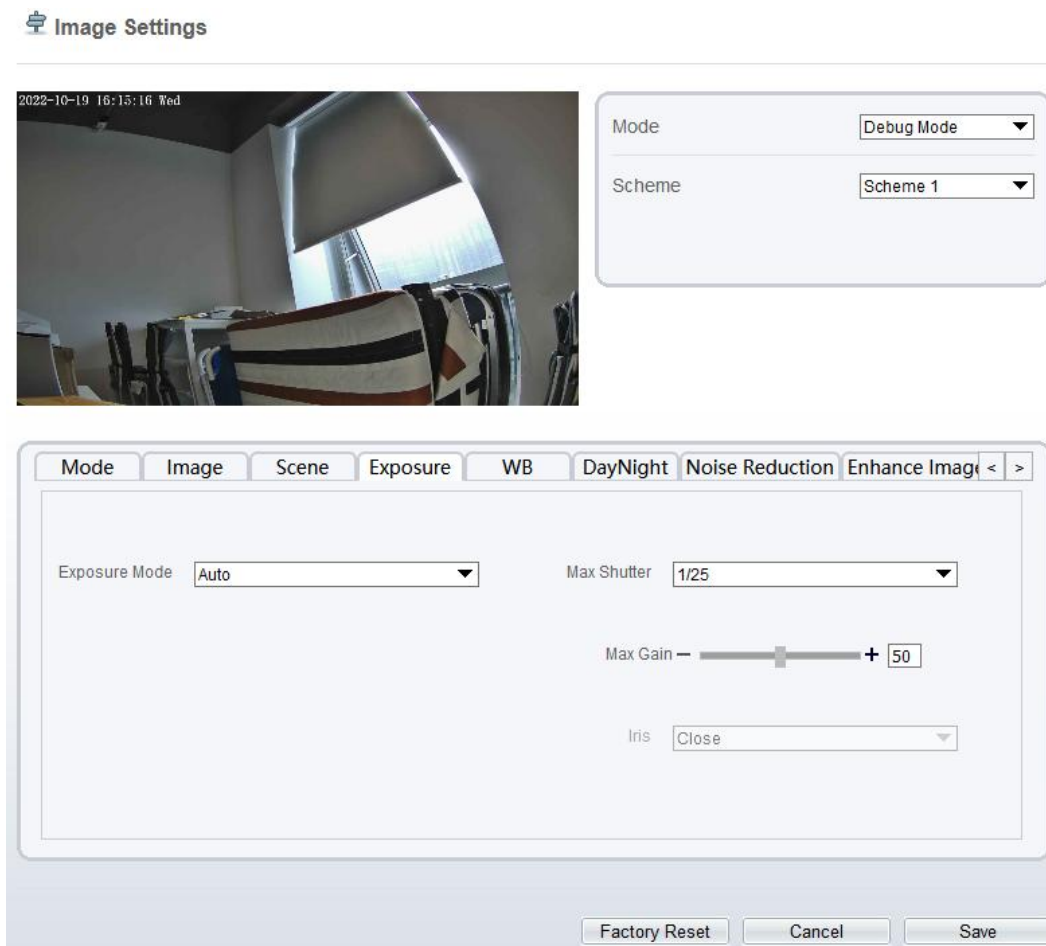 Image Settings
2022-10-19 16:15:16 Wed
Mode Debug Mode
Scheme Scheme 1
Mode Image Scene Exposure WB DayNight Noise Reduction Enhance Image < >
Exposure Mode Auto Max Shutter 1/25
Max Gain − + 50
Iris Close
Factory Reset Cancel Save